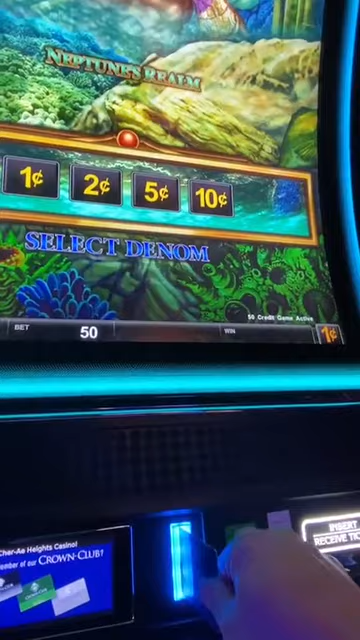 NEPTUNE'S REALM
1¢ 2¢ 5¢ 10¢
SELECT DENOM
50 Credit Game Active
BET 50 WIN 1¢
Cher-Ae Heights Casino
member of our CROWN CLUB?
INSERT
RECEIVE